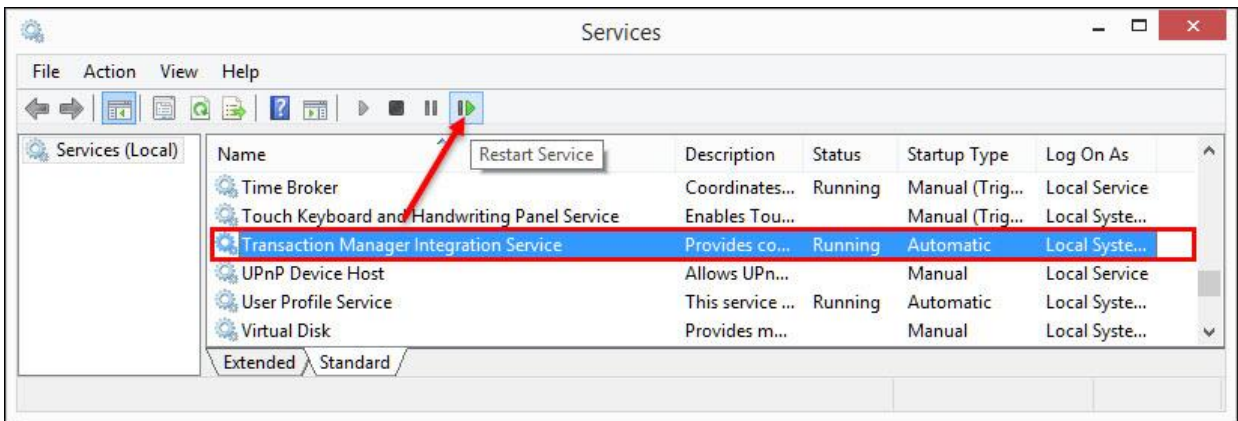 Services
File Action View Help
Services (Local)
Name Description Status Startup Type Log On As
Restart Service
Time Broker Coordinates... Running Manual (Trig... Local Service
Touch Keyboard and Handwriting Panel Service Enables Tou... Manual (Trig... Local Syste...
Transaction Manager Integration Service Provides co... Running Automatic Local Syste...
UPnP Device Host Allows UPn... Manual Local Service
User Profile Service This service ... Running Automatic Local Syste...
Virtual Disk Provides m... Manual Local Syste...
Extended Standard